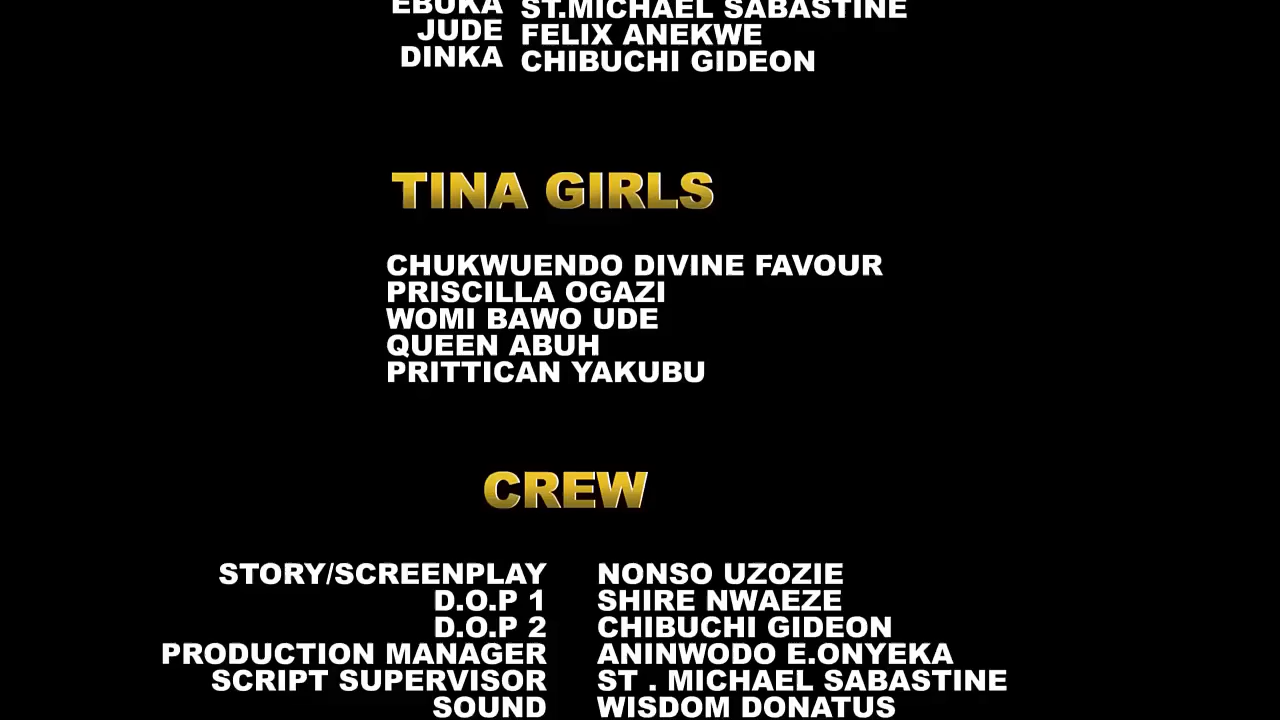 EBUKA ST.MICHAEL SABASTINE
JUDE FELIX ANEKWE
DINKA CHIBUCHI GIDEON
TINA GIRLS
CHUKWUENDO DIVINE FAVOUR
PRISCILLA OGAZI
WOMI BAWO UDE
QUEEN ABUH
PRITTICAN YAKUBU
CREW
STORY/SCREENPLAY NONSO UZOZIE
D.O.P 1 SHIRE NWAEZE
D.O.P 2 CHIBUCHI GIDEON
PRODUCTION MANAGER ANINWODO E.ONYEKA
SCRIPT SUPERVISOR ST . MICHAEL SABASTINE
SOUND WISDOM DONATUS